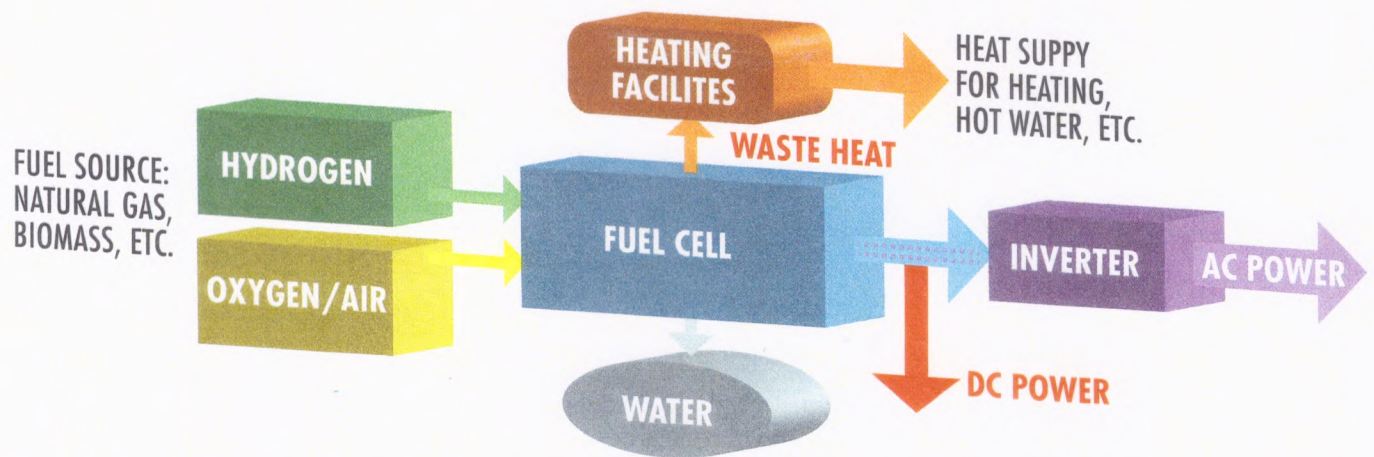 FUEL SOURCE:
NATURAL GAS,
BIOMASS, ETC.
HYDROGEN
OXYGEN/AIR
HEATING
FACILITES
WASTE HEAT
HEAT SUPPY
FOR HEATING,
HOT WATER, ETC.
FUEL CELL
WATER
DC POWER
INVERTER
AC POWER